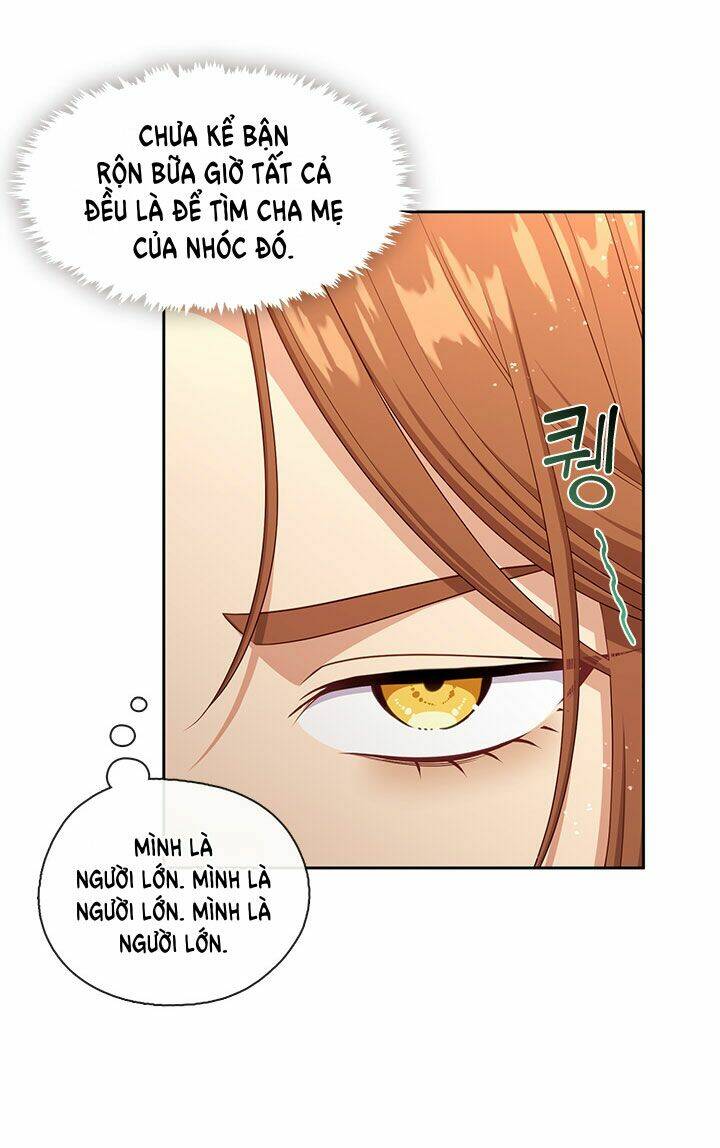 CHƯA KỂ BẬN
RỘN BỮA GIỜ TẤT CẢ
ĐỀU LÀ ĐỂ TÌM CHA MẸ
CỦA NHÓC ĐÓ.
퀭
MÌNH LÀ
NGƯỜI LỚN. MÌNH LÀ
NGƯỜI LỚN. MÌNH LÀ
NGƯỜI LỚN.